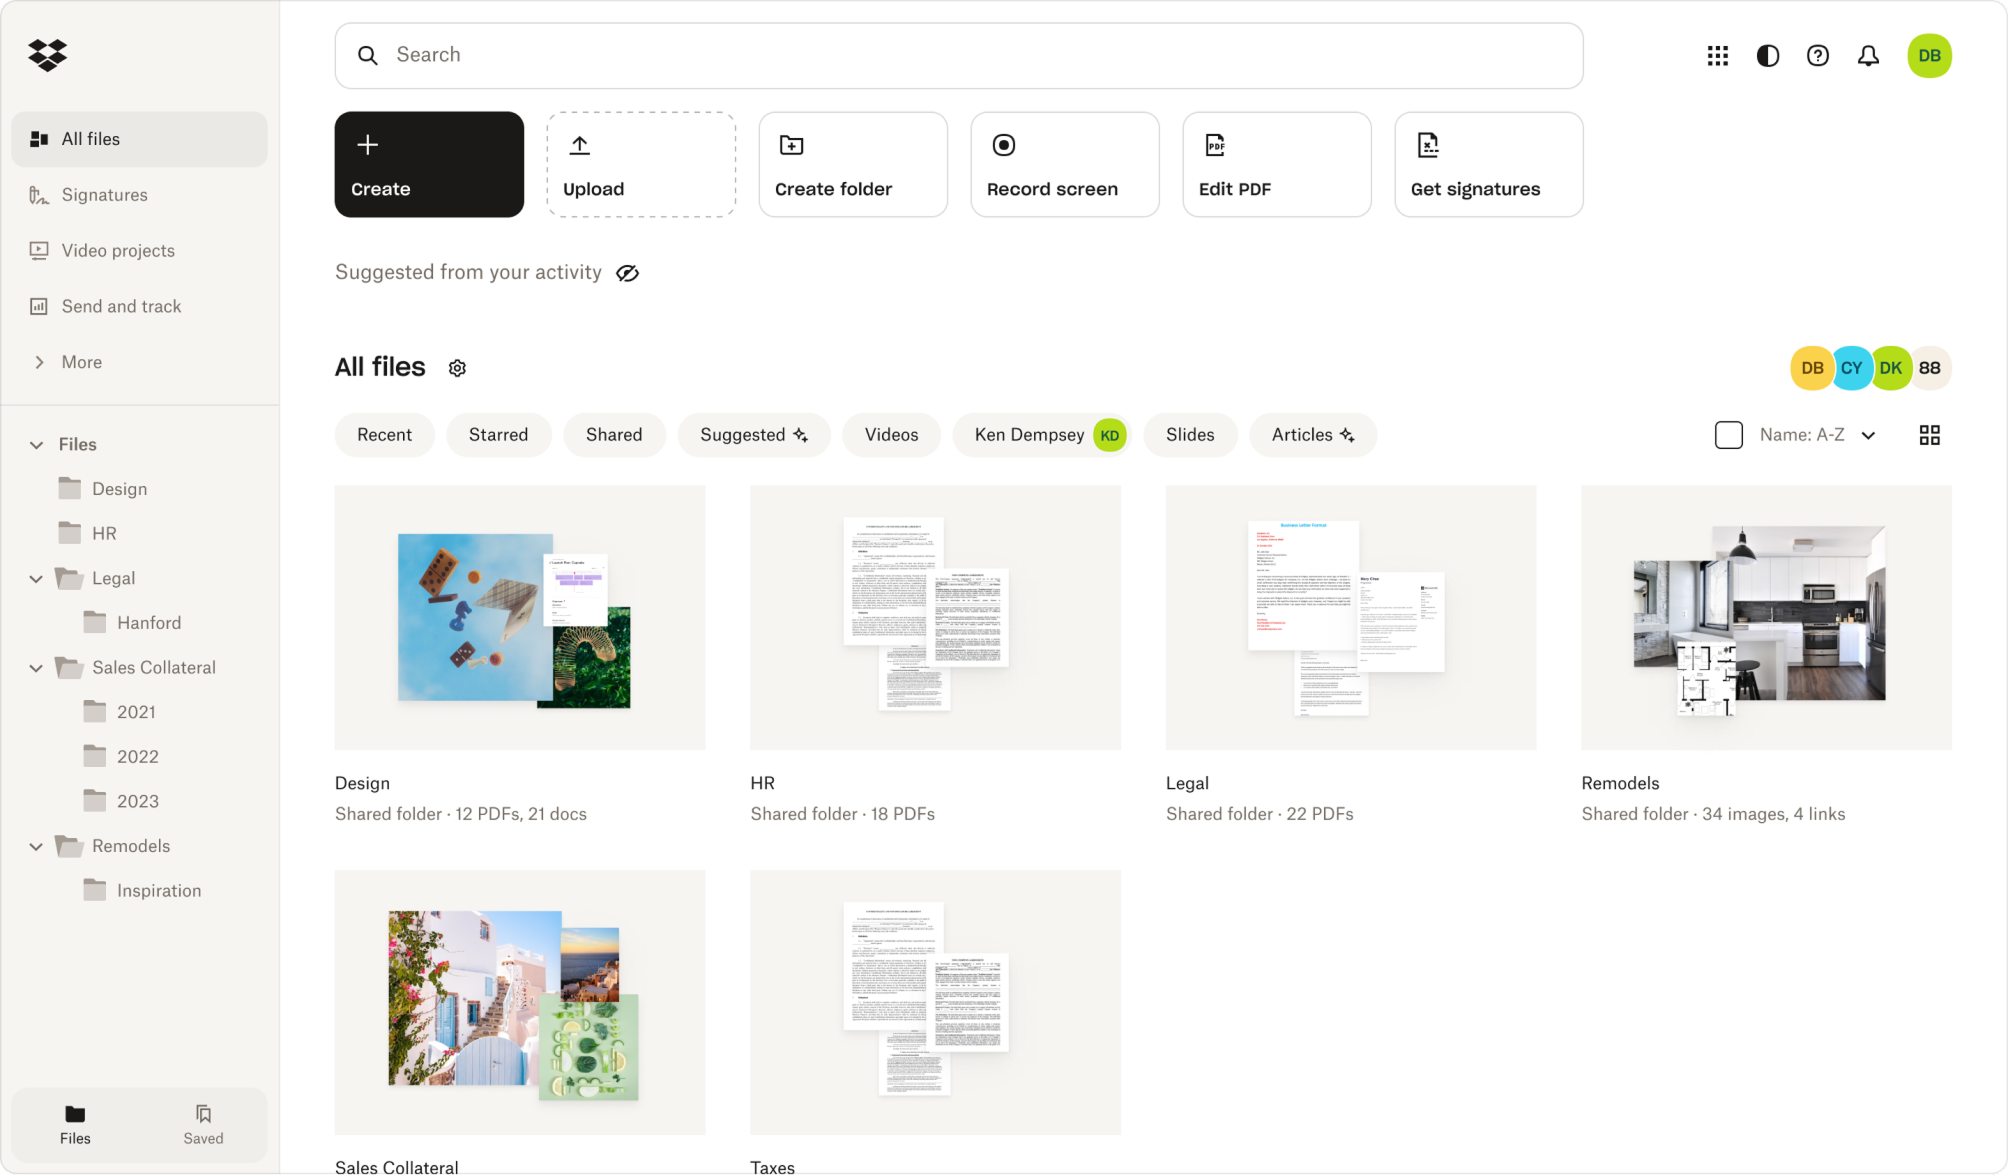 Search
DB
All files
Signatures
Video projects
Send and track
More
Create
Upload
Create folder
Record screen
Edit PDF
Get signatures
Suggested from your activity
All files
DB CY DK 88
Recent
Starred
Shared
Suggested
Videos
Ken Dempsey KD
Slides
Articles
Name: A-Z
Files
Design
HR
Legal
Hanford
Sales Collateral
2021
2022
2023
Remodels
Inspiration
Business Letter Format
Design
Shared folder · 12 PDFs, 21 docs
HR
Shared folder · 18 PDFs
Legal
Shared folder · 22 PDFs
Remodels
Shared folder · 34 images, 4 links
Sales Collateral
Taxes
Files
Saved